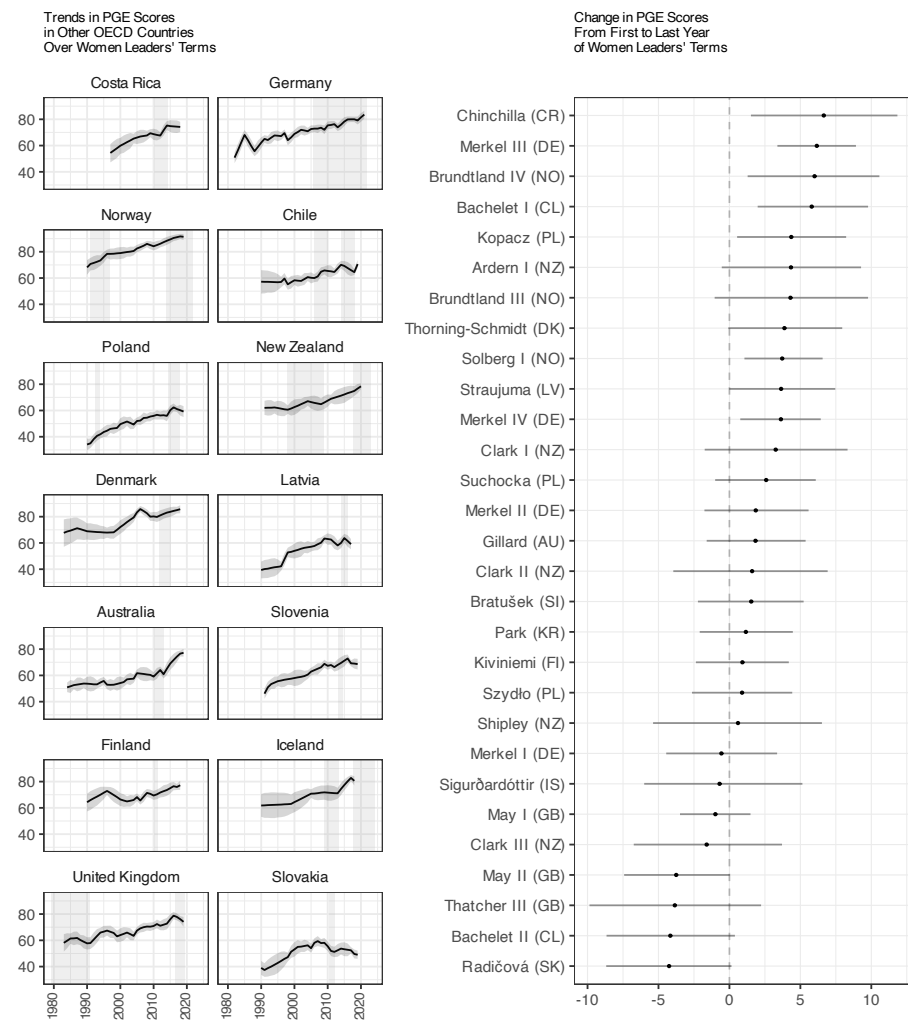 Trends in PGE Scores
in Other OECD Countries
Over Women Leaders' Terms
Costa Rica
Germany
80
60
40
Norway
Chile
80
60
40
Poland
New Zealand
80
60
40
Denmark
Latvia
80
60
40
Australia
Slovenia
80
60
40
Finland
Iceland
80
60
40
United Kingdom
Slovakia
80
60
40
1980
1990
2000
2010
2020
1980
1990
2000
2010
2020
Change in PGE Scores
From First to Last Year
of Women Leaders' Terms
Chinchilla (CR)
Merkel III (DE)
Brundtland IV (NO)
Bachelet I (CL)
Kopacz (PL)
Ardern I (NZ)
Brundtland III (NO)
Thorning-Schmidt (DK)
Solberg I (NO)
Straujuma (LV)
Merkel IV (DE)
Clark I (NZ)
Suchocka (PL)
Merkel II (DE)
Gillard (AU)
Clark II (NZ)
Bratušek (SI)
Park (KR)
Kiviniemi (FI)
Szydło (PL)
Shipley (NZ)
Merkel I (DE)
Sigurðardóttir (IS)
May I (GB)
Clark III (NZ)
May II (GB)
Thatcher III (GB)
Bachelet II (CL)
Radičová (SK)
-10
-5
0
5
10